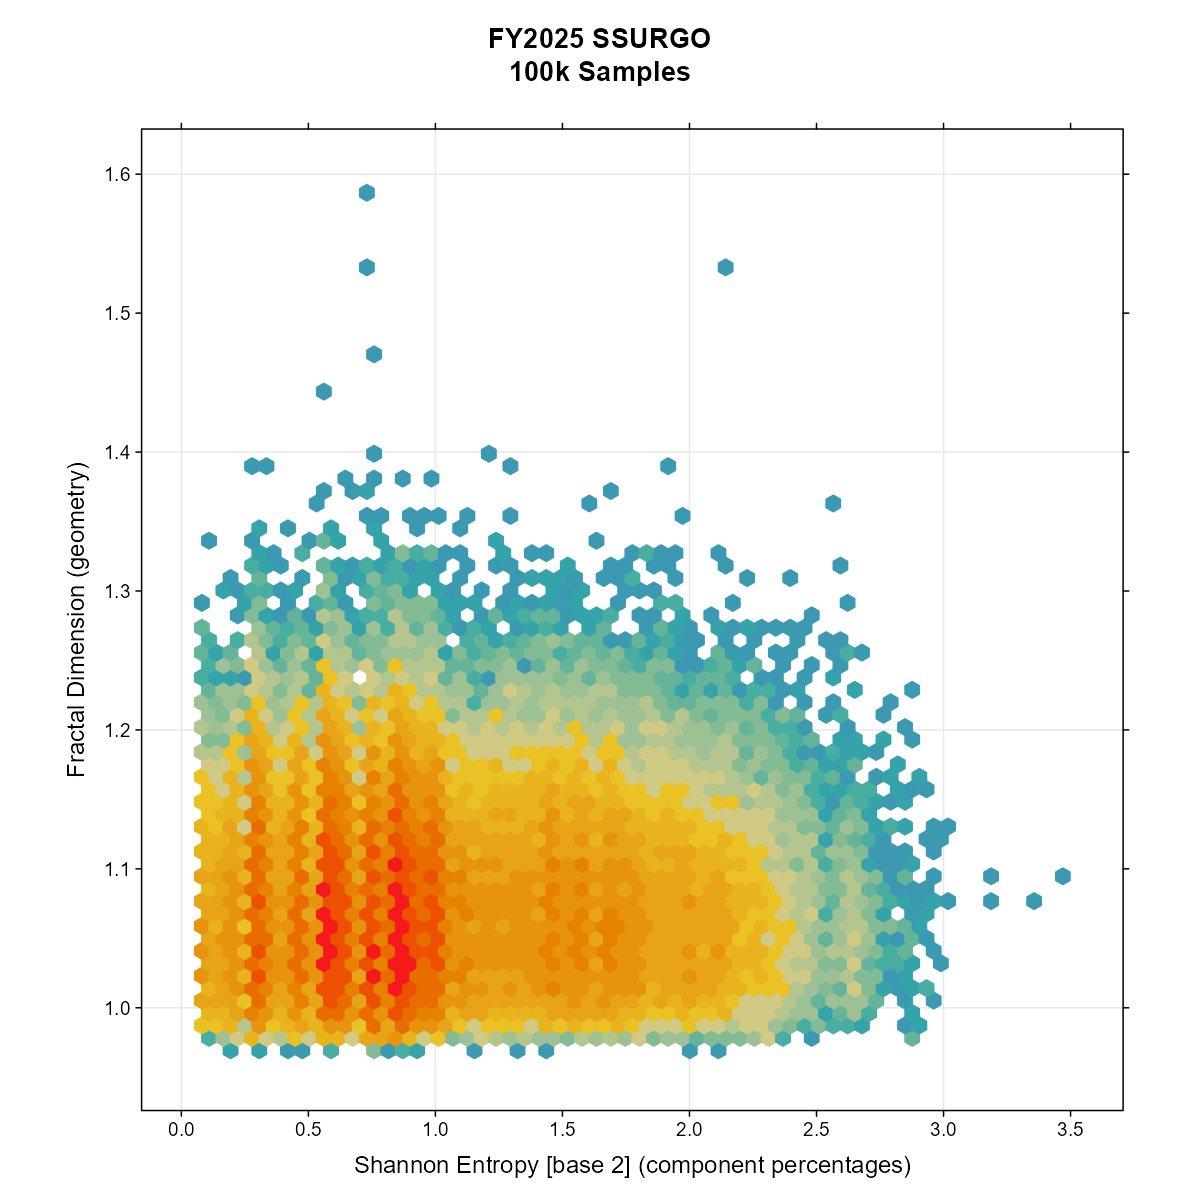 FY2025 SSURGO
100k Samples
1.6
1.5
1.4
1.3
1.2
1.1
1.0
Fractal Dimension (geometry)
0.0 0.5 1.0 1.5 2.0 2.5 3.0 3.5
Shannon Entropy [base 2] (component percentages)